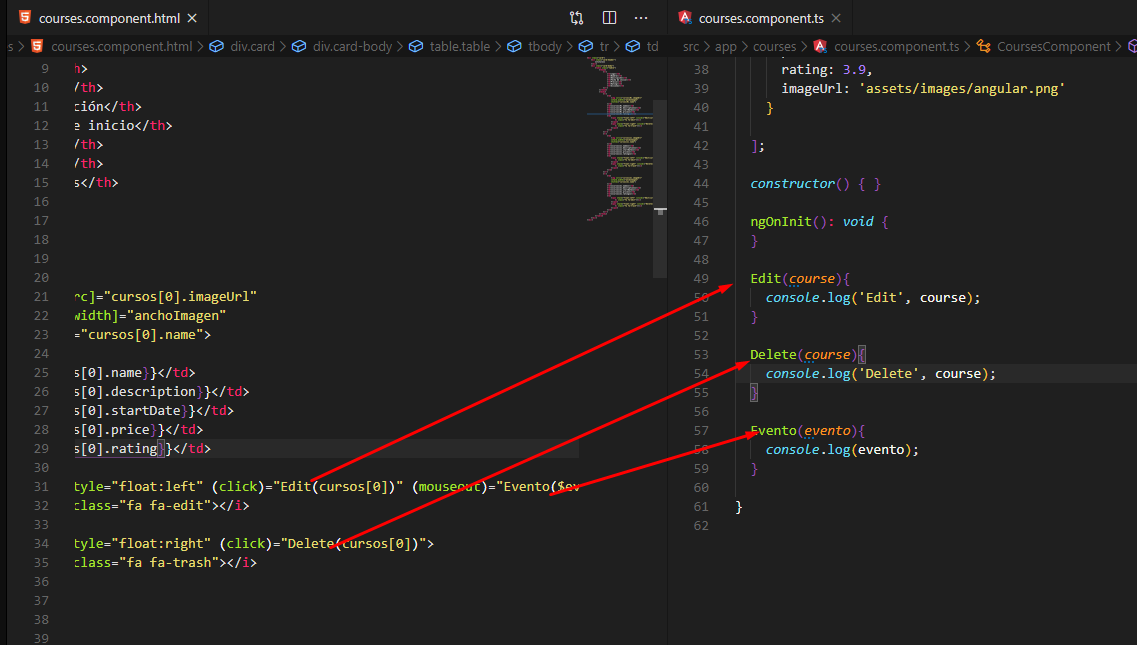 courses.component.html
s > courses.component.html > div.card > div.card-body > table.table > tbody > tr > td
9 h>
10 /th>
11 ción</th>
12 e inicio</th>
13 /th>
14 /th>
15 s</th>
16
17
18
19
20
21 rc]="cursos[0].imageUrl"
22 width]="anchoImagen"
23 ="cursos[0].name">
24
25 s[0].name}}</td>
26 s[0].description}}</td>
27 s[0].startDate}}</td>
28 s[0].price}}</td>
29 s[0].rating}}</td>
30
31 tyle="float:left" (click)="Edit(cursos[0])" (mouseout)="Evento($ev
32 class="fa fa-edit"></i>
33
34 tyle="float:right" (click)="Delete(cursos[0])">
35 class="fa fa-trash"></i>
36
37
38
39
courses.component.ts
src > app > courses > courses.component.ts > CoursesComponent >
38 rating: 3.9,
39 imageUrl: 'assets/images/angular.png'
40 }
41
42 ];
43
44 constructor() { }
45
46 ngOnInit(): void {
47 }
48
49 Edit(course){
50 console.log('Edit', course);
51 }
52
53 Delete(course){
54 console.log('Delete', course);
55 }
56
57 Evento(evento){
58 console.log(evento);
59 }
60
61 }
62